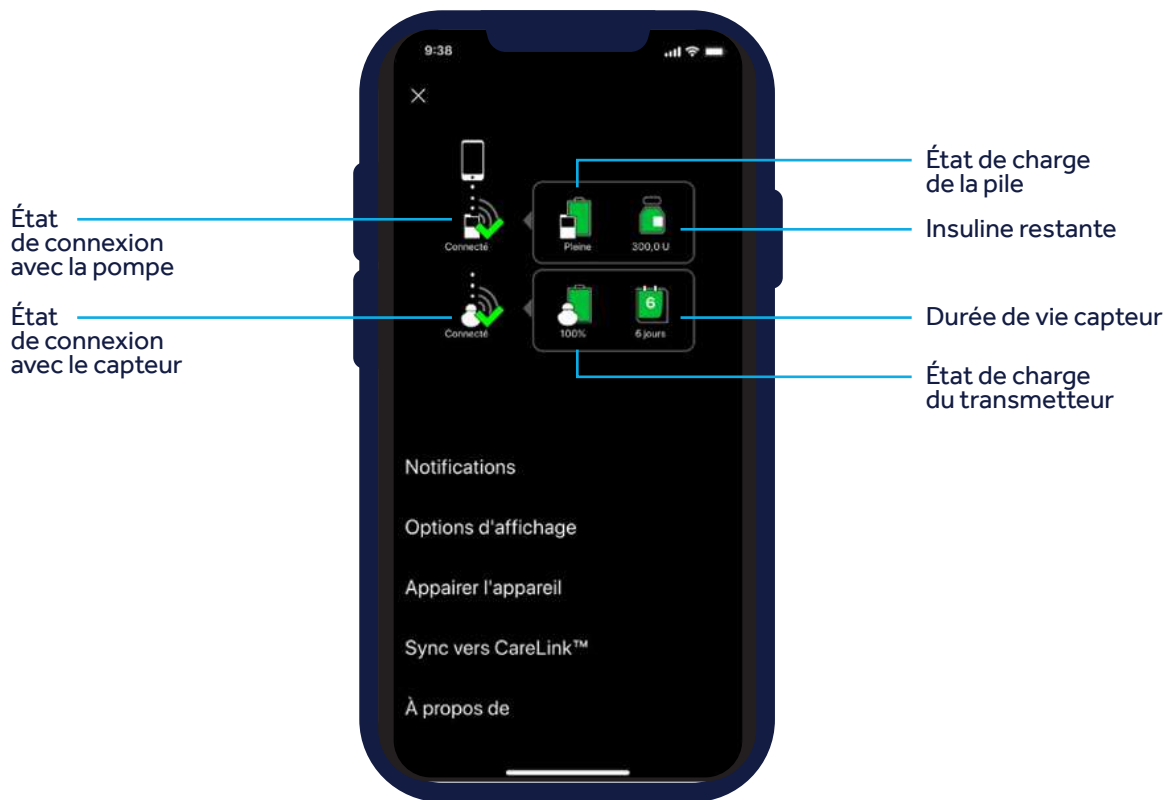 9:38
État de charge
de la pile
État
de connexion
avec la pompe
Connecté
Pleine
300,0 U
Insuline restante
État
de connexion
avec le capteur
Connecté
100%
6
6 jours
Durée de vie capteur
État de charge
du transmetteur
Notifications
Options d'affichage
Appairer l'appareil
Sync vers CareLink™
À propos de